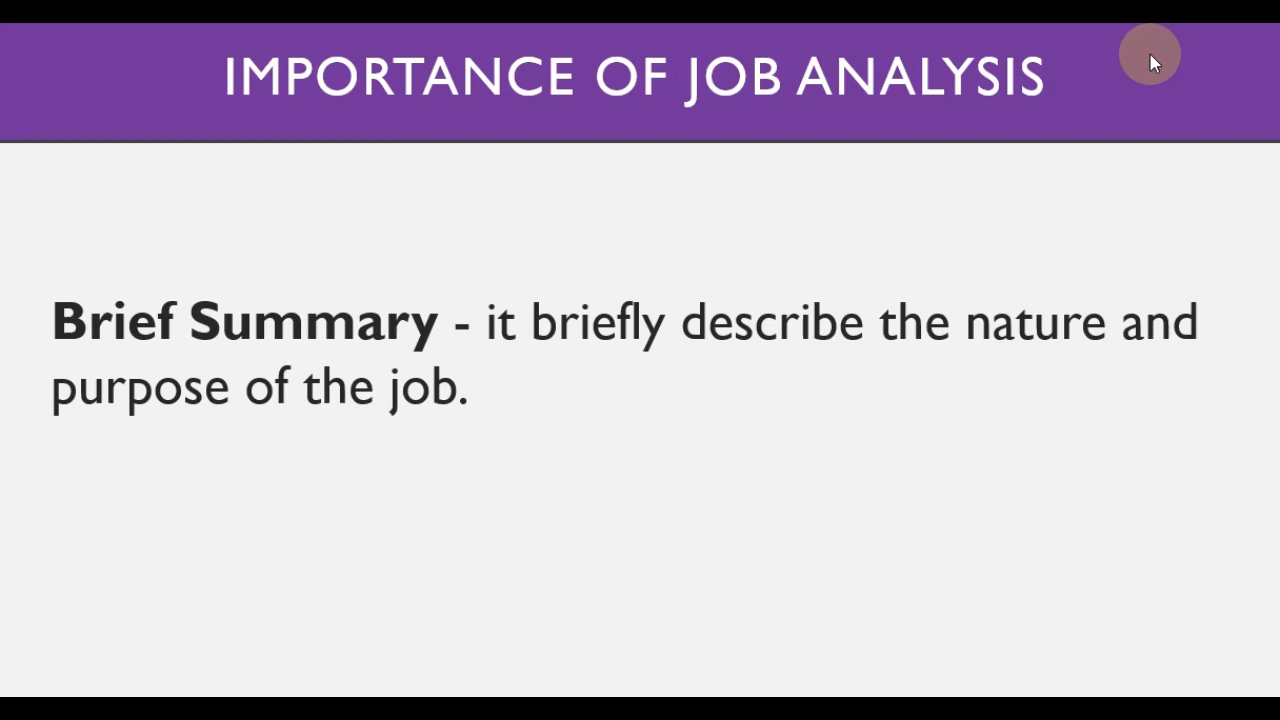 IMPORTANCE OF JOB ANALYSIS
Brief Summary - it briefly describe the nature and
purpose of the job.